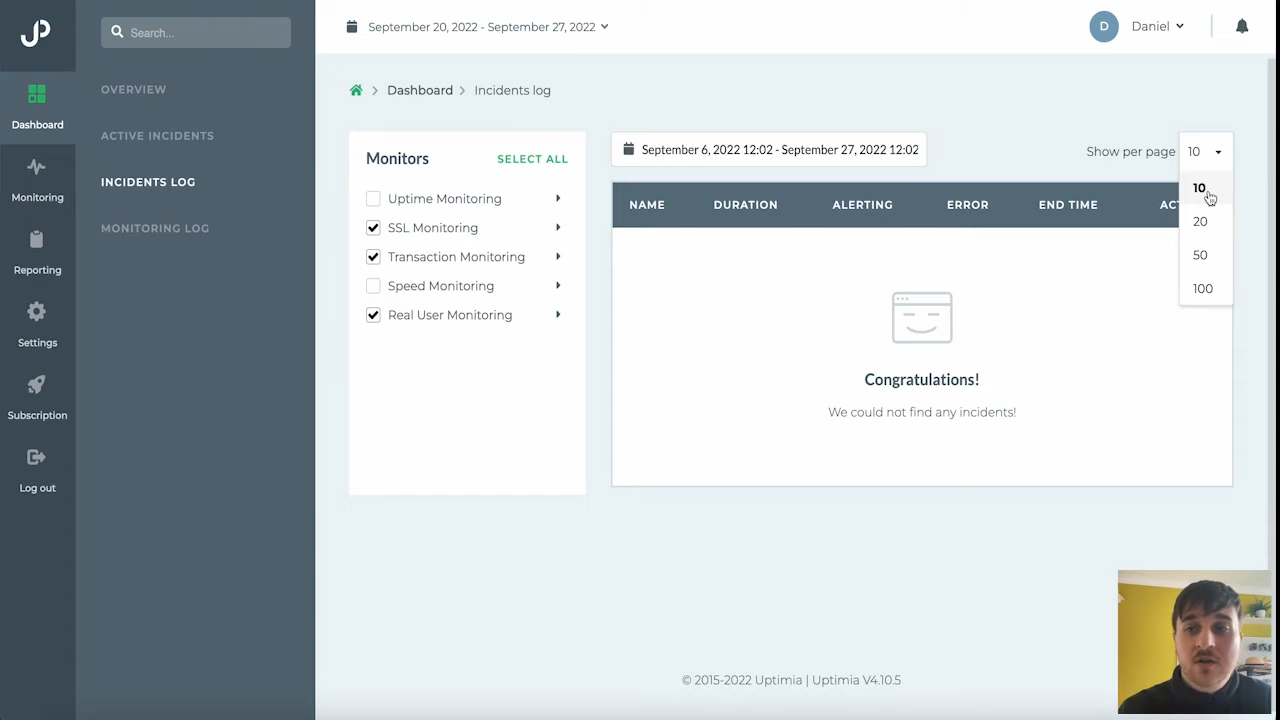 Search...
September 20, 2022 - September 27, 2022
D
Daniel
Dashboard
Monitoring
Reporting
Settings
Subscription
Log out
OVERVIEW
ACTIVE INCIDENTS
INCIDENTS LOG
MONITORING LOG
Dashboard
Incidents log
Monitors
SELECT ALL
Uptime Monitoring
SSL Monitoring
Transaction Monitoring
Speed Monitoring
Real User Monitoring
September 6, 2022 12:02 - September 27, 2022 12:02
Show per page
10
10
20
50
100
NAME DURATION ALERTING ERROR END TIME ACT
Congratulations!
We could not find any incidents!
© 2015-2022 Uptimia | Uptimia V4.10.5